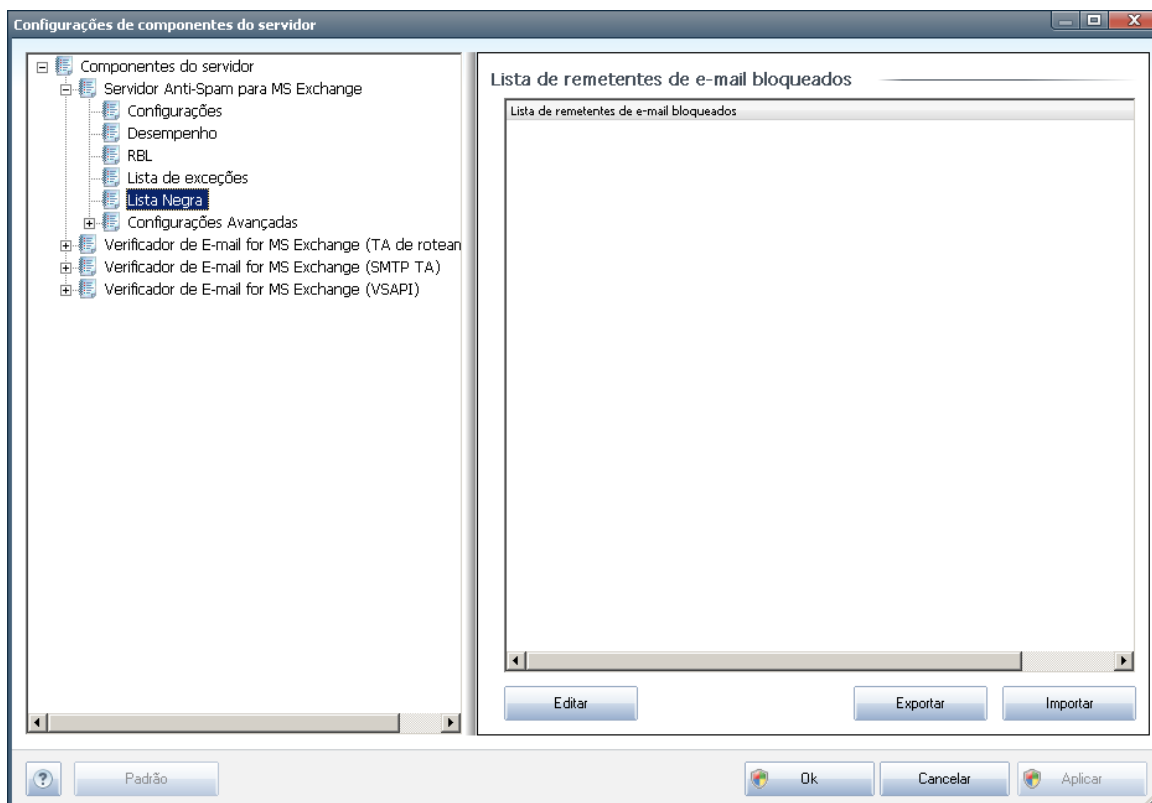 Configurações de componentes do servidor
Componentes do servidor
Servidor Anti-Spam para MS Exchange
Configurações
Desempenho
RBL
Lista de exceções
Lista Negra
Configurações Avançadas
Verificador de E-mail for MS Exchange (TA de rotean
Verificador de E-mail for MS Exchange (SMTP TA)
Verificador de E-mail for MS Exchange (VSAPI)
Lista de remetentes de e-mail bloqueados
Lista de remetentes de e-mail bloqueados
Editar
Exportar
Importar
? Padrão
Ok
Cancelar
Aplicar